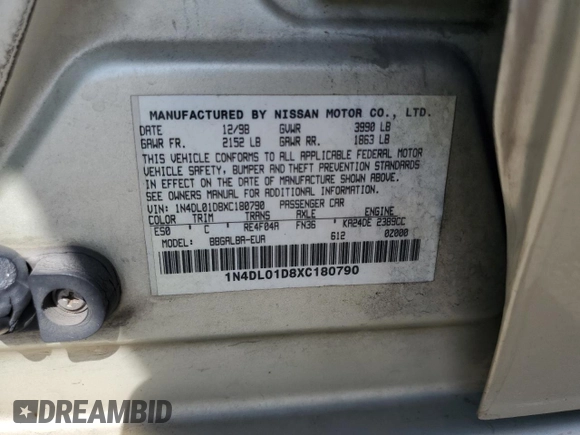 MANUFACTURED BY NISSAN MOTOR CO., LTD.
DATE 12/98 GVWR 3990 LB
GAWR FR. 2152 LB GAWR RR. 1863 LB
THIS VEHICLE CONFORMS TO ALL APPLICABLE FEDERAL MOTOR
VEHICLE SAFETY, BUMPER AND THEFT PREVENTION STANDARDS
IN EFFECT ON THE DATE OF MANUFACTURE SHOWN ABOVE.
SEE OWNERS MANUAL FOR ADDITIONAL INFORMATION.
VIN: 1N4DL01D8XC180790 PASSENGER CAR
COLOR TRIM TRANS AXLE ENGINE
ES0 C RE4F04A FN36 KA24DE 2389CC
MODEL: BBGALBA-EUA 612 02000
1N4DL01D8XC180790
DREAMBID